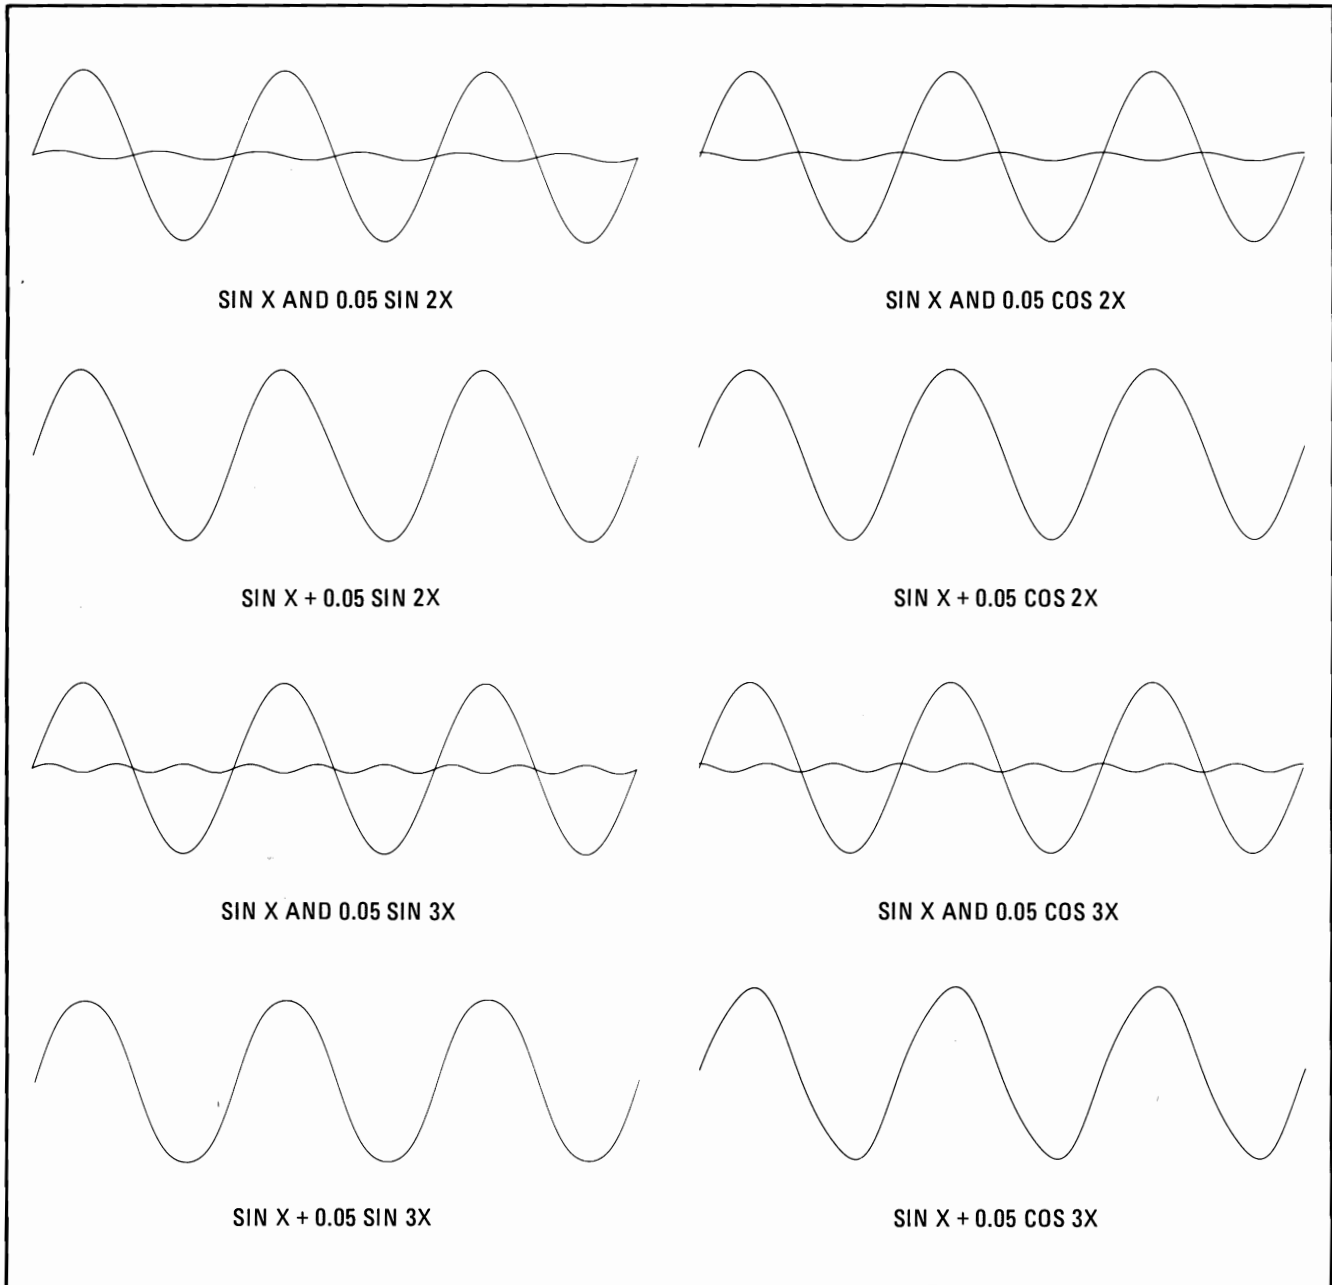 SIN X AND 0.05 SIN 2X
SIN X AND 0.05 COS 2X
SIN X + 0.05 SIN 2X
SIN X + 0.05 COS 2X
SIN X AND 0.05 SIN 3X
SIN X AND 0.05 COS 3X
SIN X + 0.05 SIN 3X
SIN X + 0.05 COS 3X